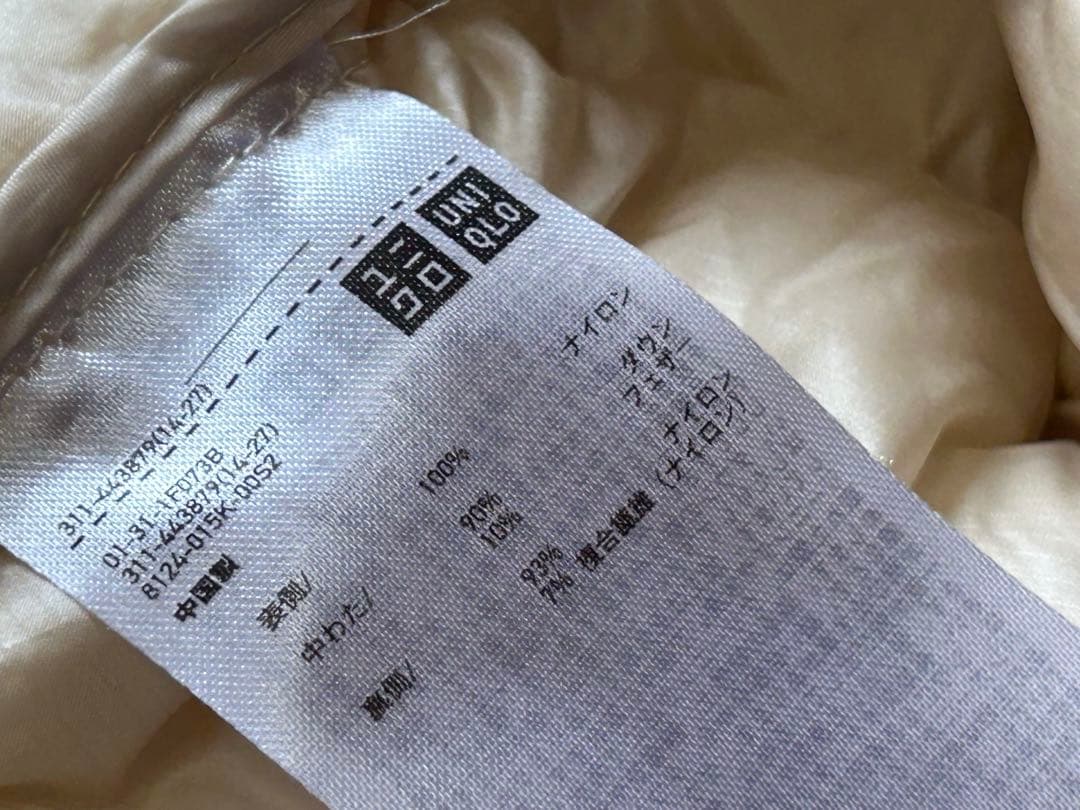 ユニ
クロ
UNI
QLO
311-443879(14-27)
01-31-1F073B
311-443879(14-27)
8124-015K-00S2
中国製
表側/ 100% ナイロン
中わた/ 90% ダウン
10% フェザー
裏側/ 93% ナイロン
7% 複合繊維 (ナイロン)